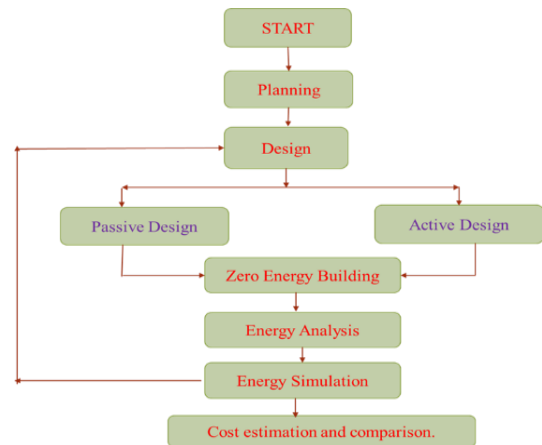 START
Planning
Design
Passive Design
Active Design
Zero Energy Building
Energy Analysis
Energy Simulation
Cost estimation and comparison.